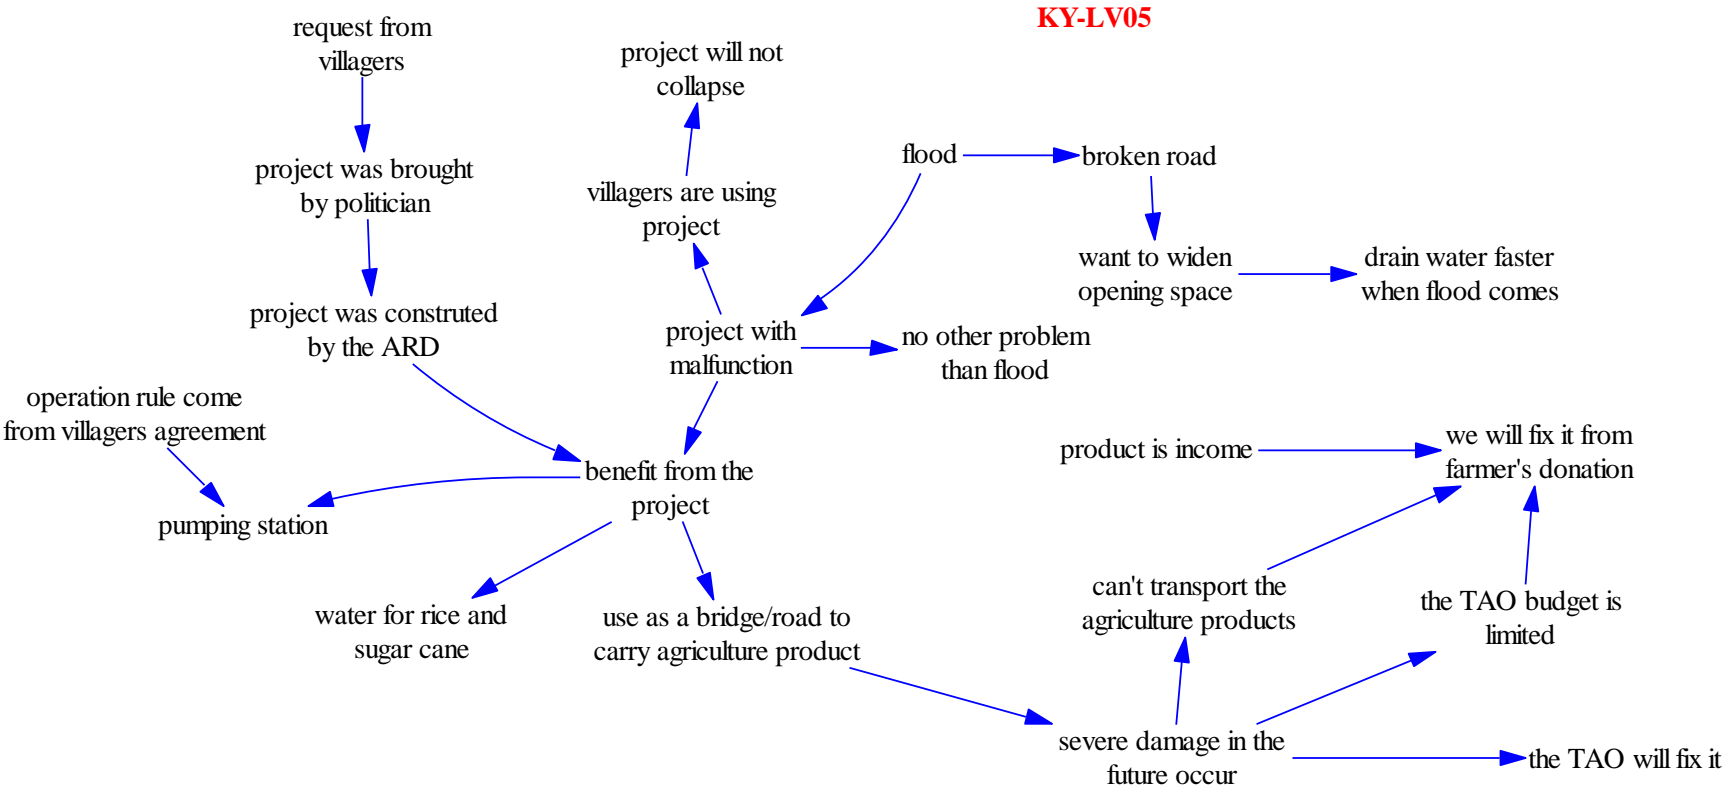 KY-LV05
request from
villagers
project will not
collapse
project was brought
by politician
villagers are using
project
flood
broken road
want to widen
opening space
drain water faster
when flood comes
project was construted
by the ARD
project with
malfunction
no other problem
than flood
operation rule come
from villagers agreement
benefit from the
project
pumping station
product is income
we will fix it from
farmer's donation
water for rice and
sugar cane
use as a bridge/road to
carry agriculture product
can't transport the
agriculture products
the TAO budget is
limited
severe damage in the
future occur
the TAO will fix it